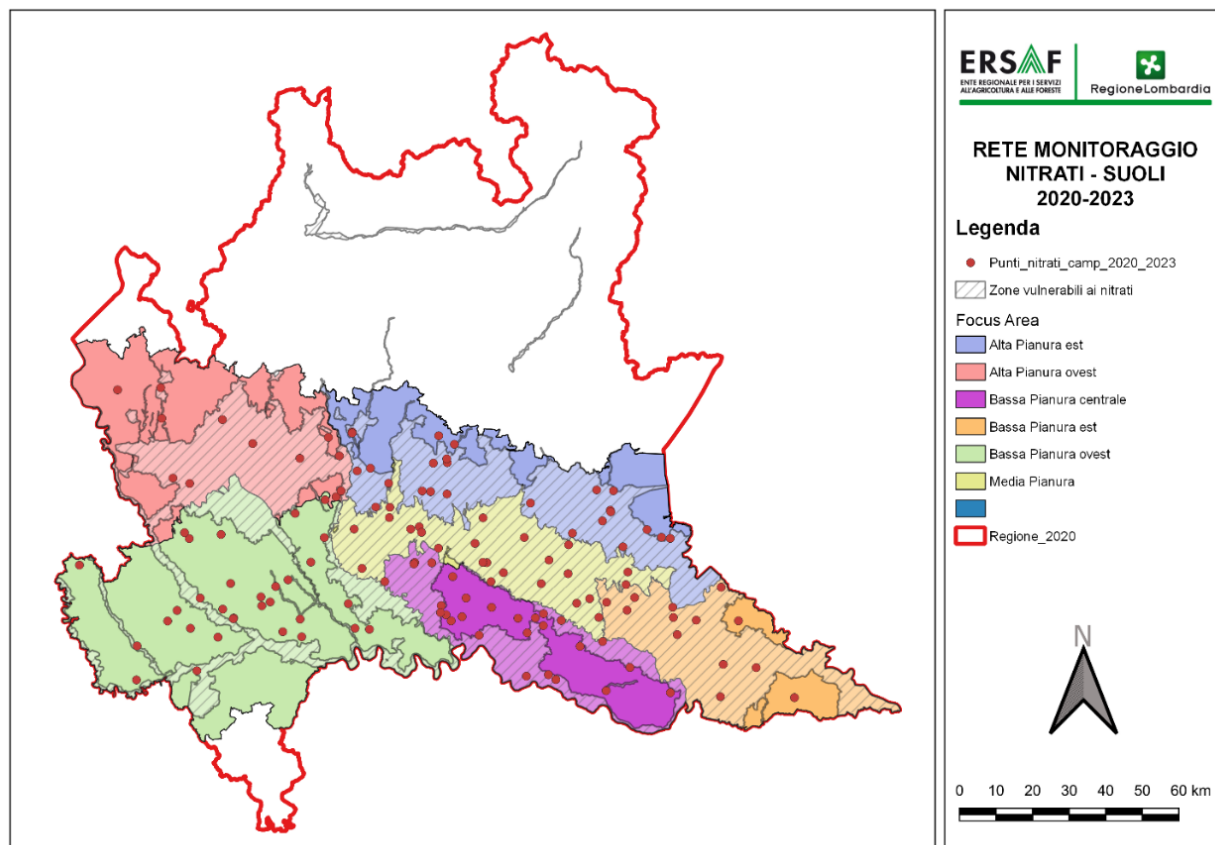 ERSAF
ENTE REGIONALE PER I SERVIZI
ALL'AGRICOLTURA E ALLE FORESTE
RegioneLombardia
RETE MONITORAGGIO
NITRATI - SUOLI
2020-2023
Legenda
Punti_nitrati_camp_2020_2023
Zone vulnerabili ai nitrati
Focus Area
Alta Pianura est
Alta Pianura ovest
Bassa Pianura centrale
Bassa Pianura est
Bassa Pianura ovest
Media Pianura
Regione_2020
N
0 10 20 30 40 50 60 km